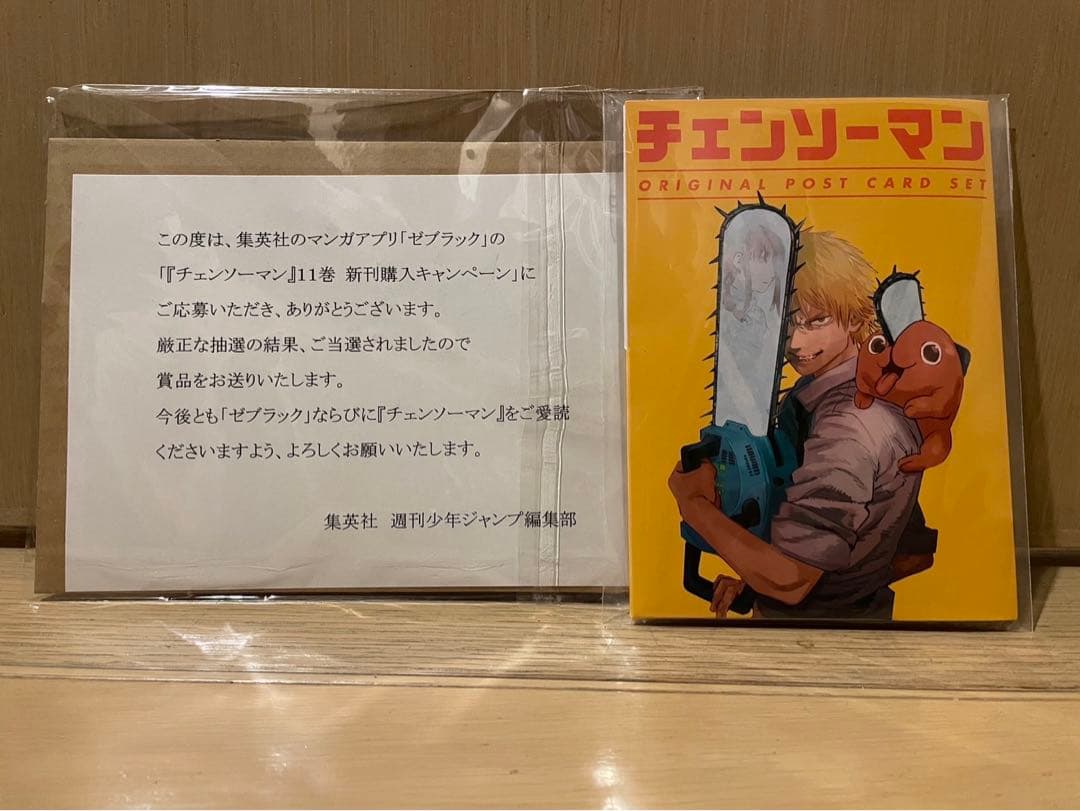 この度は、集英社のマンガアプリ「ゼブラック」の
「『チェンソーマン』11巻 新刊購入キャンペーン」に
ご応募いただき、ありがとうございます。
厳正な抽選の結果、ご当選されましたので
賞品をお送りいたします。
今後とも「ゼブラック」ならびに『チェンソーマン』をご愛読
くださいますよう、よろしくお願いいたします。
集英社 週刊少年ジャンプ編集部
チェンソーマン
ORIGINAL POST CARD SET